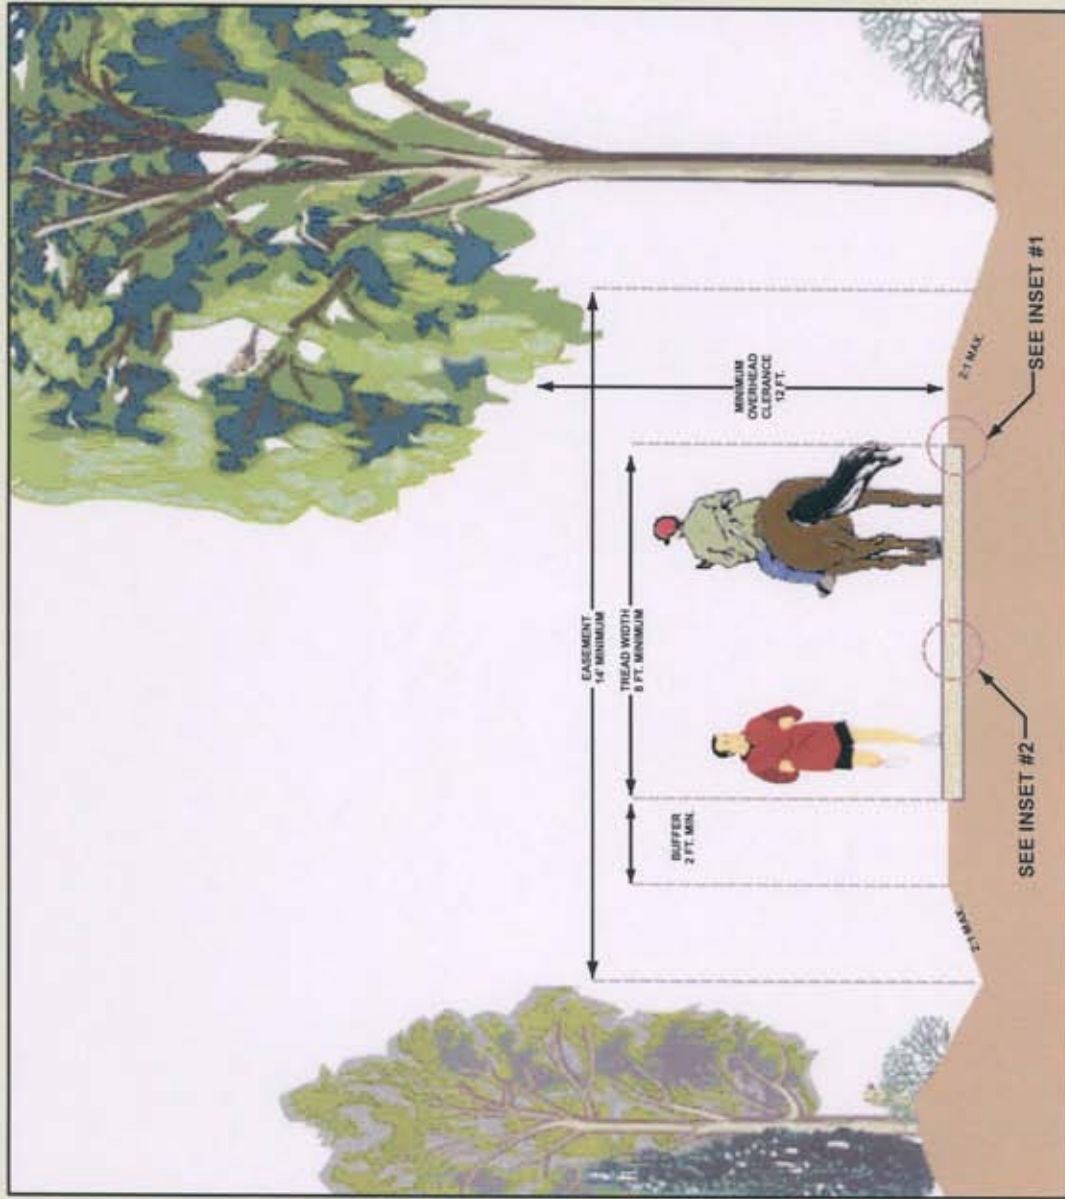 EASEMENT
14' MINIMUM
TREAD WIDTH
8 FT. MINIMUM
BUFFER
2 FT. MIN.
MINIMUM
OVERHEAD
CLERANCE
12 FT.
2:1 MAX.
2:1 MAX.
SEE INSET #2
SEE INSET #1